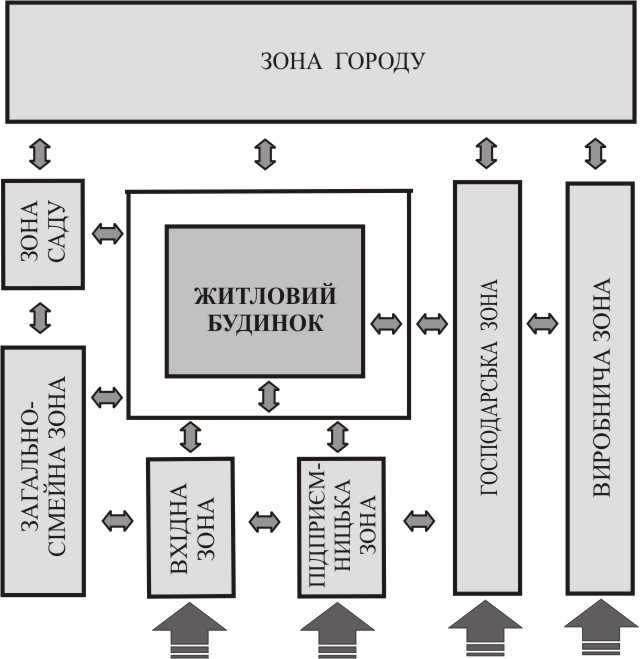 ЗОНА ГОРОДУ
ЗОНА
САДУ
ЖИТЛОВИЙ
БУДИНОК
ЗАГАЛЬНО-
СІМЕЙНА ЗОНА
ВХІДНА
ЗОНА
ПІДПРИЄМ-
НИЦЬКА
ЗОНА
ГОСПОДАРСЬКА ЗОНА
ВИРОБНИЧА ЗОНА